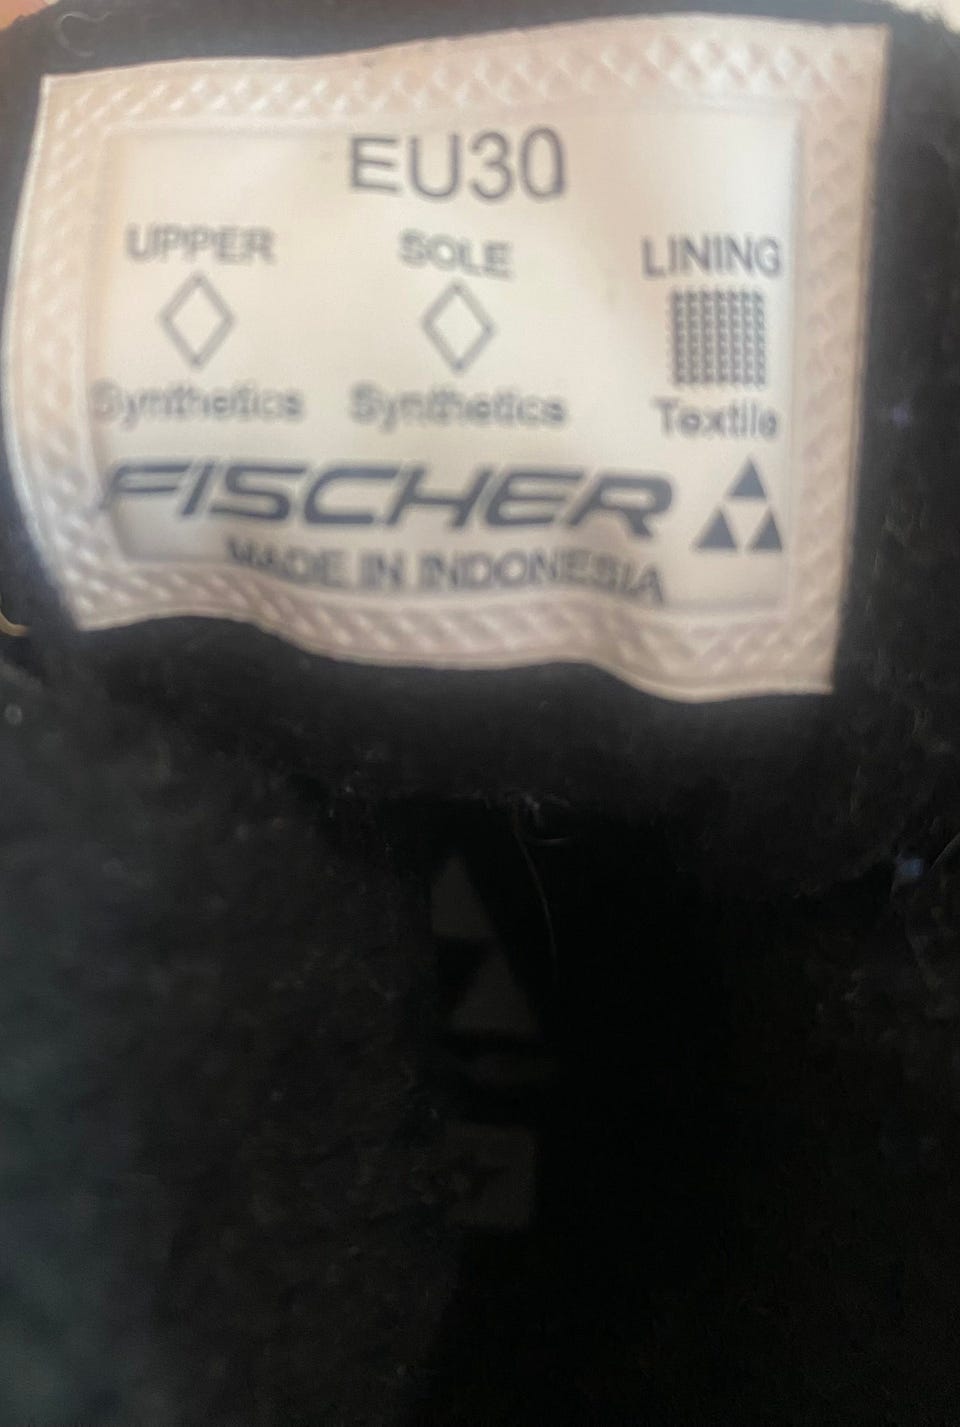 EU30
UPPER SOLE LINING
Synthetics Synthetics Textile
FISCHER
MADE IN INDONESIA